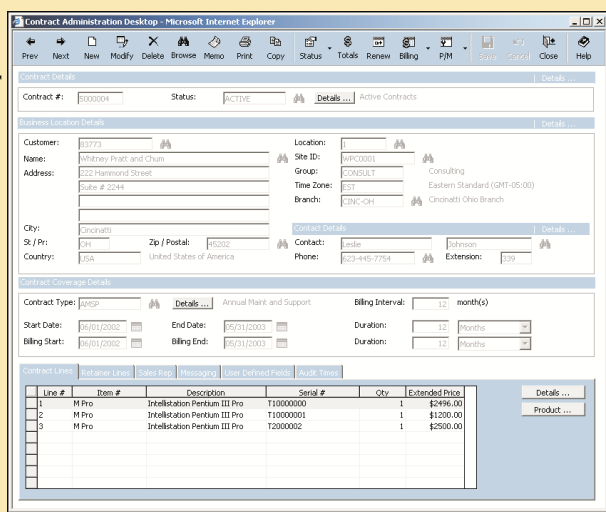 Contract Administration Desktop - Microsoft Internet Explorer
Prev Next New Modify Delete Browse Memo Print Copy Status Totals Renew Billing P/M Save Cancel Close Help
Contract Details | Details ...
Contract #: SD00004 Status: ACTIVE Details ... Active Contracts
Business Location Details | Details ...
Customer: 83773 Location: 1
Name: Whitney Pratt and Chum Site ID: WPC0001
Address: 222 Hammond Street Group: CONSULT Consulting
Suite # 2244 Time Zone: EST Eastern Standard (GMT-05:00)
Branch: CINC-OH Cincinatti Ohio Branch
City: Cincinatti Contact Details | Details ...
St / Pr: OH Zip / Postal: 45202 Contact: Leslie Johnson
Country: USA United States of America Phone: 623-445-7754 Extension: 339
Contract Coverage Details
Contract Type: AMSP Details ... Annual Maint and Support Billing Interval: 12 month(s)
Start Date: 06/01/2002 End Date: 05/31/2003 Duration: 12 Months
Billing Start: 06/01/2002 Billing End: 05/31/2003 Duration: 12 Months
Contract Lines Retainer Lines Sales Rep Messaging User Defined Fields Audit Times
Line # Item # Description Serial # Qty Extended Price Details ...
1 M Pro Intellistation Pentium III Pro T10000000 1 $2496.00 Product ...
2 M Pro Intellistation Pentium III Pro T10000001 1 $1200.00
3 M Pro Intellistation Pentium III Pro T2000002 1 $2500.00